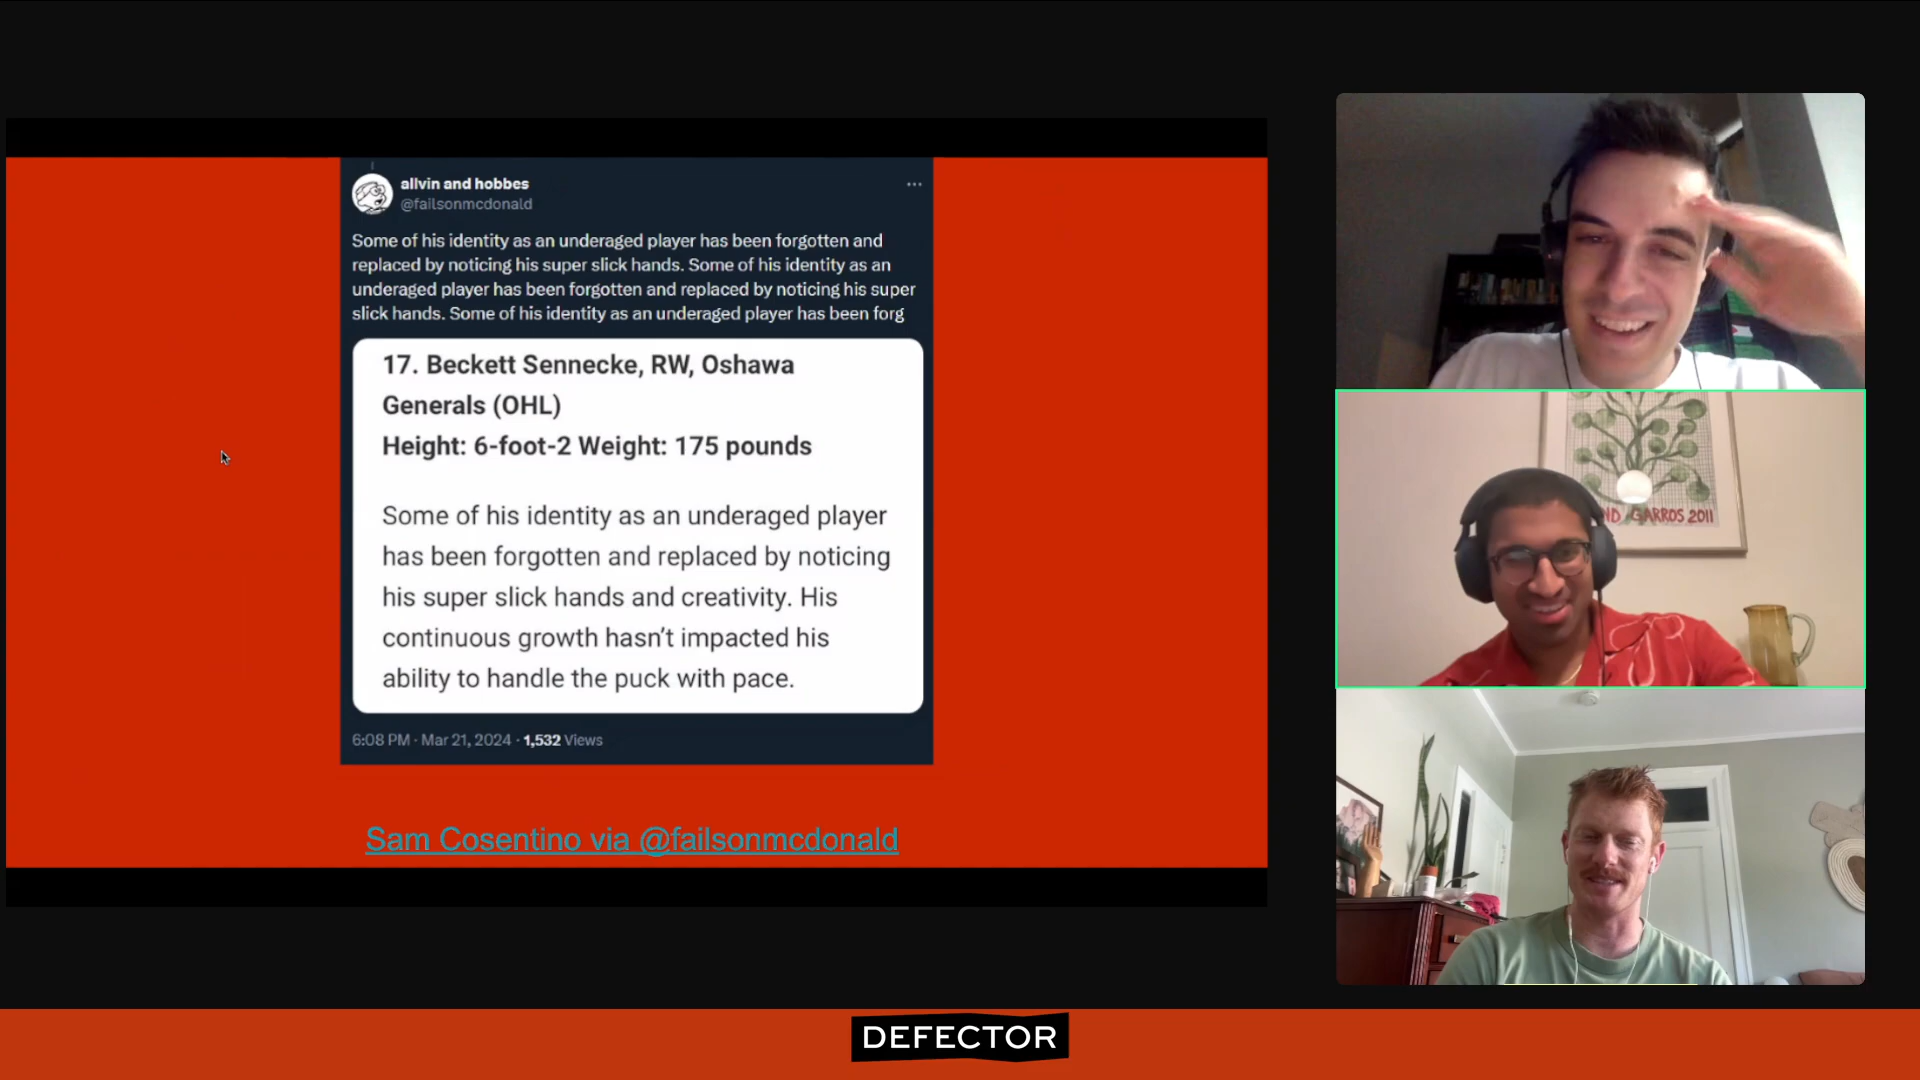 allvin and hobbes
@failsonmcdonald
Some of his identity as an underaged player has been forgotten and
replaced by noticing his super slick hands. Some of his identity as an
underaged player has been forgotten and replaced by noticing his super
slick hands. Some of his identity as an underaged player has been forg
17. Beckett Sennecke, RW, Oshawa
Generals (OHL)
Height: 6-foot-2 Weight: 175 pounds
Some of his identity as an underaged player
has been forgotten and replaced by noticing
his super slick hands and creativity. His
continuous growth hasn't impacted his
ability to handle the puck with pace.
6:08 PM · Mar 21, 2024 · 1,532 Views
Sam Cosentino via @failsonmcdonald
GARROS 2011
DEFECTOR